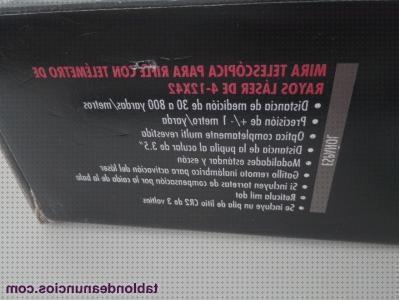 MIRA TELESCÓPICA PARA RIFLE CON TELÉMETRO DE
RAYOS LÁSER DE 4-12X42
• Distancia de medición de 30 a 800 yardas/metros
• Precisión de +/- 1 metro/yarda
• Optica completamente multi revestida
• Distancia de la pupila al ocular de 3.5"
• Modalidades estándar y escán
• Gatillo remoto inalámbrico para activación del láser
• Si incluyen torretas de compensación por la caída de la bala
• Retícula mil dot
• Se incluye un pila de litio CR2 de 3 voltios
tablondeanuncios.com